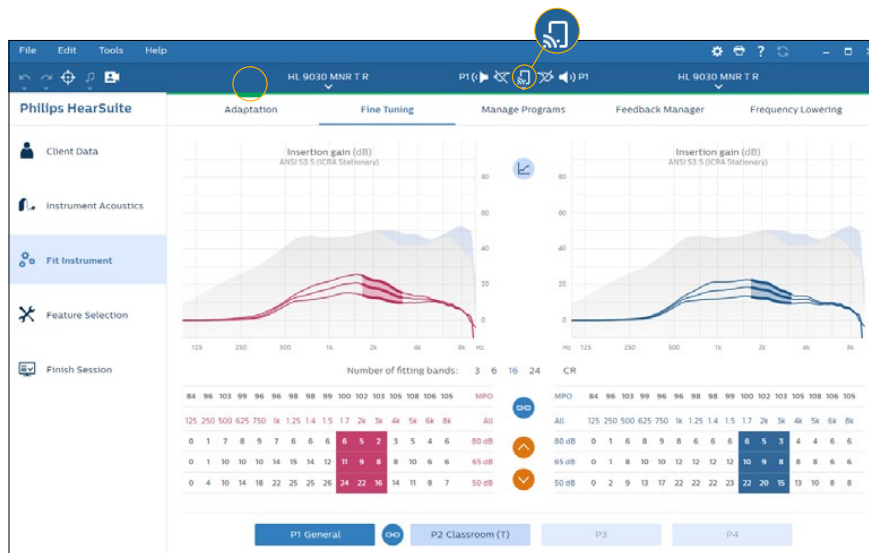 File Edit Tools Help
HL 9030 MNR T R P1 P1 HL 9030 MNR T R
Philips HearSuite Adaptation Fine Tuning Manage Programs Feedback Manager Frequency Lowering
Client Data
Instrument Acoustics
Fit Instrument
Feature Selection
Finish Session
Insertion gain (dB) Insertion gain (dB)
ANSI S3.5 (ICRA Stationary) ANSI S3.5 (ICRA Stationary)
80 80
60 60
40 40
20 20
0 0
125 250 500 1k 2k 4k 8k Hz Hz 125 250 500 1k 2k 4k 8k
Number of fitting bands: 3 6 16 24 CR
84 96 103 99 96 96 98 98 99 100 102 103 105 108 106 105 MPO MPO 84 96 103 99 96 96 98 98 99 100 102 103 105 108 106 105
125 250 500 625 750 1k 1.25 1.4 1.5 1.7 2k 3k 4k 5k 6k 8k All All 125 250 500 625 750 1k 1.25 1.4 1.5 1.7 2k 3k 4k 5k 6k 8k
0 1 7 8 9 7 6 6 6 6 5 2 3 5 4 6 80 dB 80 dB 0 1 6 8 9 8 6 6 6 6 5 3 4 4 6 6
0 1 10 10 10 14 15 14 12 11 9 8 8 10 6 6 65 dB 65 dB 0 1 8 10 10 12 12 12 12 10 9 8 8 8 6 6
0 4 10 14 18 22 25 25 26 24 22 16 14 11 8 7 50 dB 50 dB 0 2 9 13 17 22 22 22 23 22 20 15 13 10 8 8
P1 General P2 Classroom (T) P3 P4